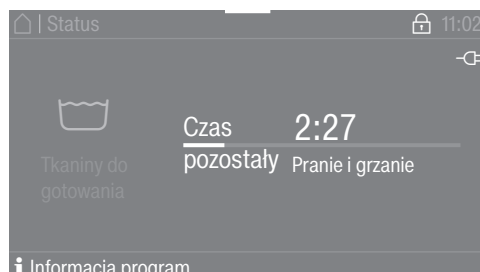 | Status
11:02
Czas pozostały
2:27
Pranie i grzanie
Tkaniny do
gotowania
i Informacja program